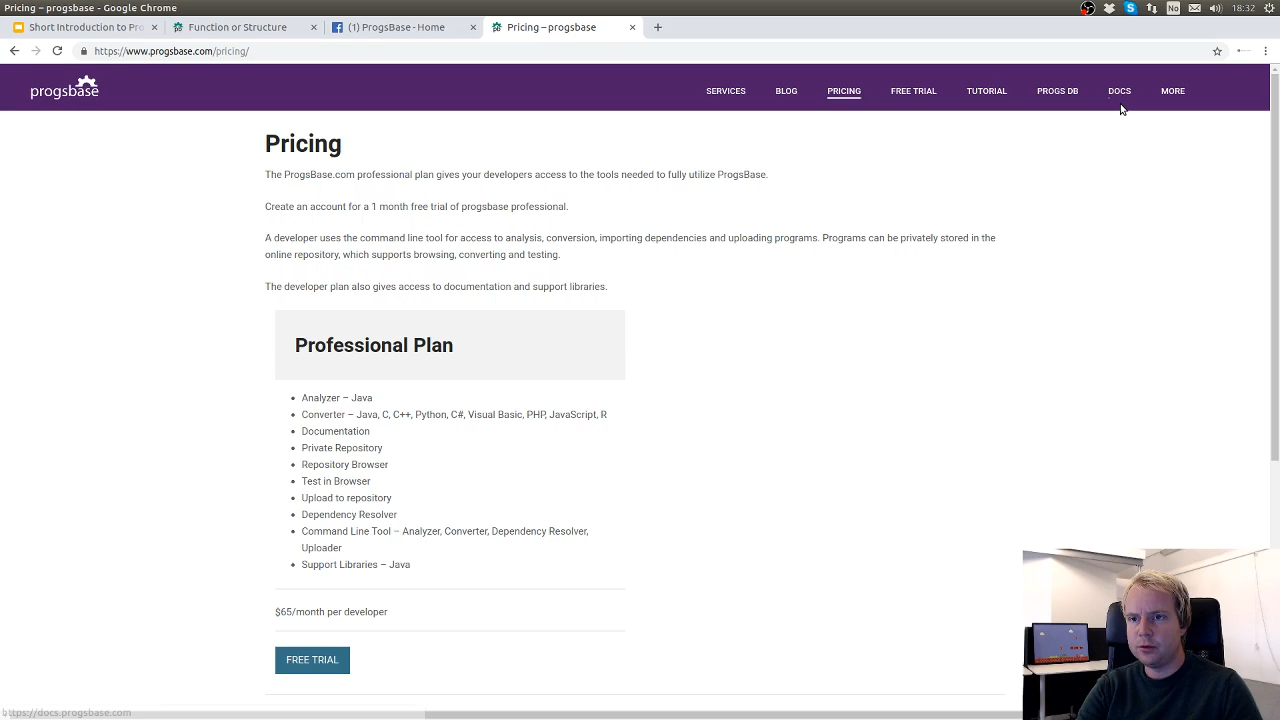 Pricing – progsbase - Google Chrome
No
18:32
Short Introduction to Pro
Function or Structure
(1) ProgsBase - Home
Pricing – progsbase
https://www.progsbase.com/pricing/
progsbase
SERVICES
BLOG
PRICING
FREE TRIAL
TUTORIAL
PROGS DB
DOCS
MORE
Pricing
The ProgsBase.com professional plan gives your developers access to the tools needed to fully utilize ProgsBase.
Create an account for a 1 month free trial of progsbase professional.
A developer uses the command line tool for access to analysis, conversion, importing dependencies and uploading programs. Programs can be privately stored in the
online repository, which supports browsing, converting and testing.
The developer plan also gives access to documentation and support libraries.
Professional Plan
• Analyzer – Java
• Converter – Java, C, C++, Python, C#, Visual Basic, PHP, JavaScript, R
• Documentation
• Private Repository
• Repository Browser
• Test in Browser
• Upload to repository
• Dependency Resolver
• Command Line Tool – Analyzer, Converter, Dependency Resolver,
Uploader
• Support Libraries – Java
$65/month per developer
FREE TRIAL
https://docs.progsbase.com